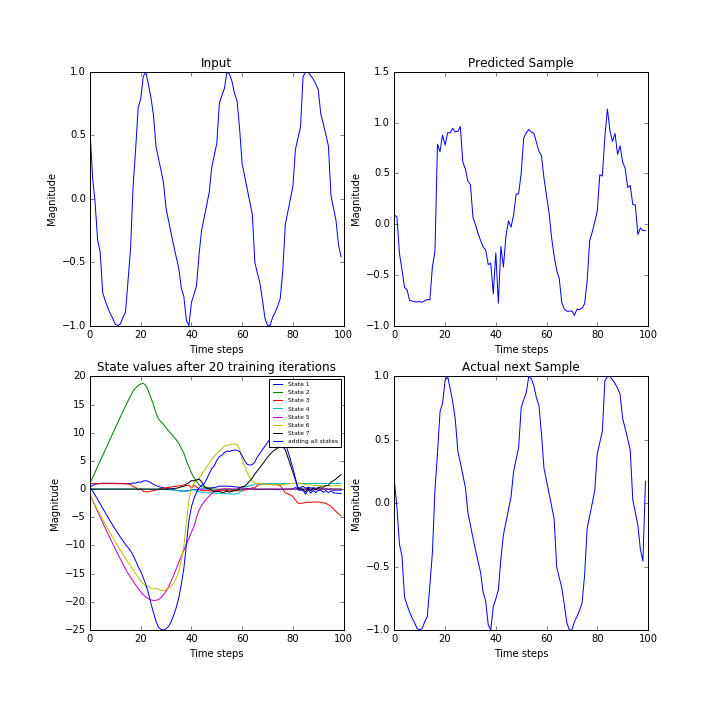 Input
1.0
0.5
0.0
−0.5
−1.0
Magnitude
0 20 40 60 80 100
Time steps
Predicted Sample
1.5
1.0
0.5
0.0
−0.5
−1.0
Magnitude
0 20 40 60 80 100
Time steps
State values after 20 training iterations
20
15
10
5
0
−5
−10
−15
−20
−25
Magnitude
State 1
State 2
State 3
State 4
State 5
State 6
State 7
adding all states
0 20 40 60 80 100
Time steps
Actual next Sample
1.0
0.5
0.0
−0.5
−1.0
Magnitude
0 20 40 60 80 100
Time steps